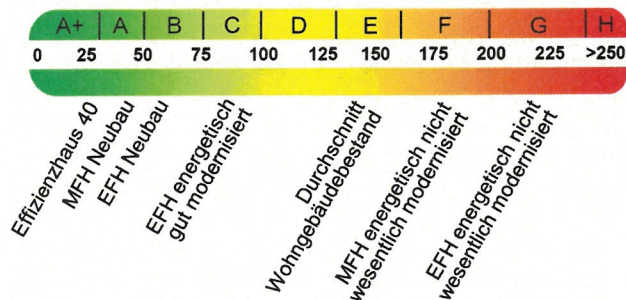 A+ A B C D E F G H
0 25 50 75 100 125 150 175 200 225 >250
Effizienzhaus 40
MFH Neubau
EFH Neubau
EFH energetisch
gut modernisiert
Durchschnitt
Wohngebäudebestand
MFH energetisch nicht
wesentlich modernisiert
EFH energetisch nicht
wesentlich modernisiert